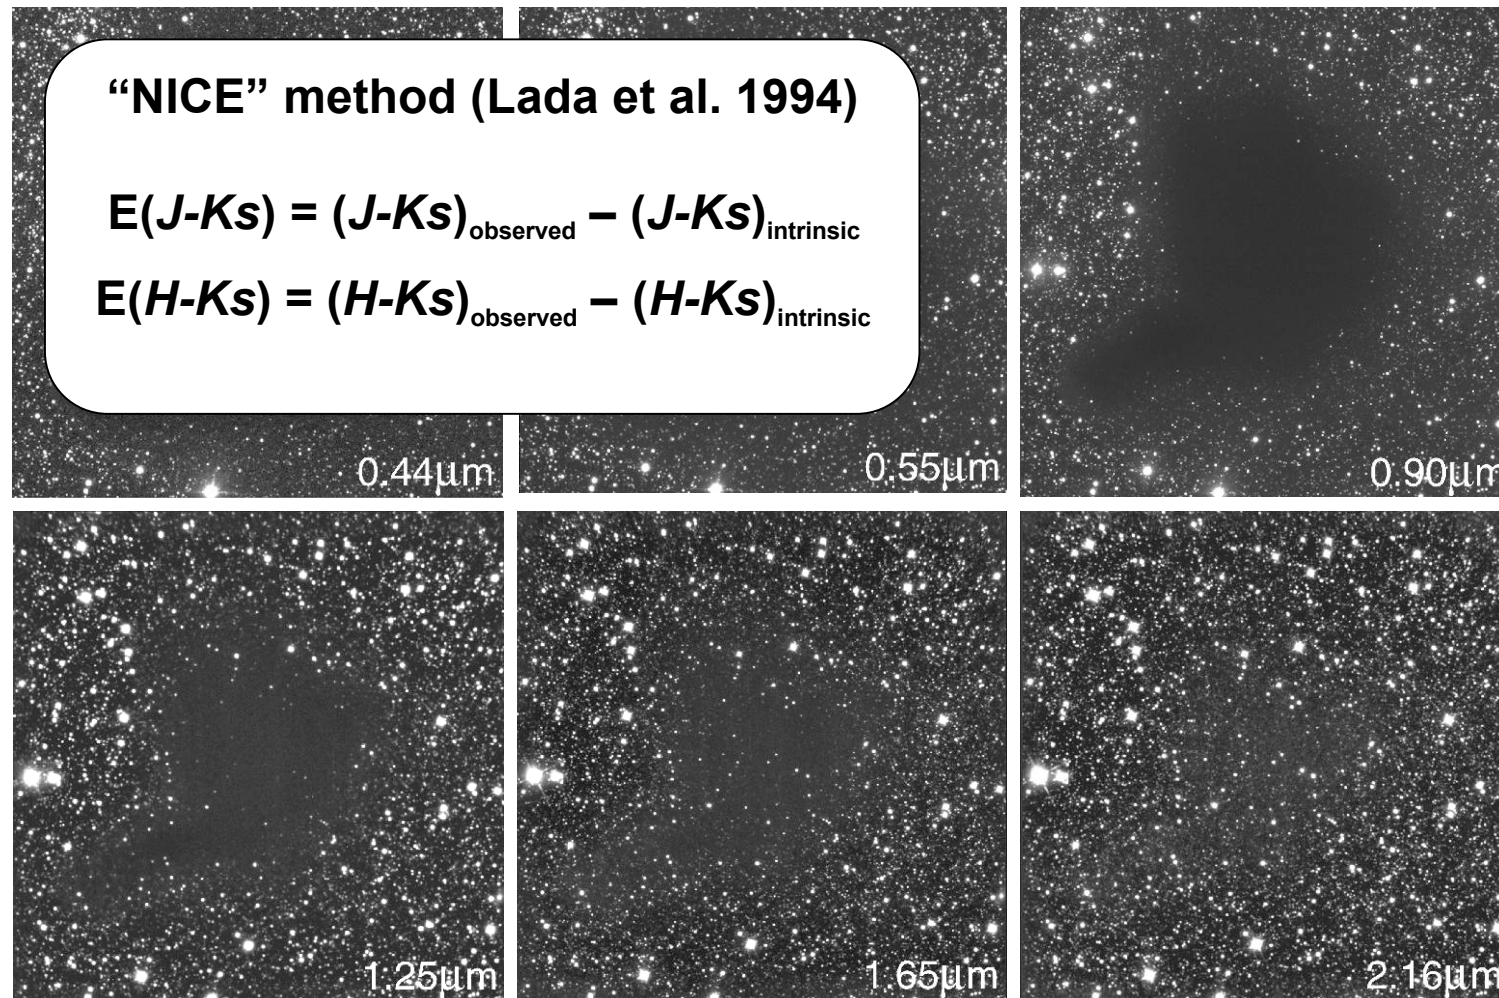 “NICE” method (Lada et al. 1994)
E(J-Ks) = (J-Ks)observed – (J-Ks)intrinsic
E(H-Ks) = (H-Ks)observed – (H-Ks)intrinsic
0.44µm
0.55µm
0.90µm
1.25µm
1.65µm
2.16µm